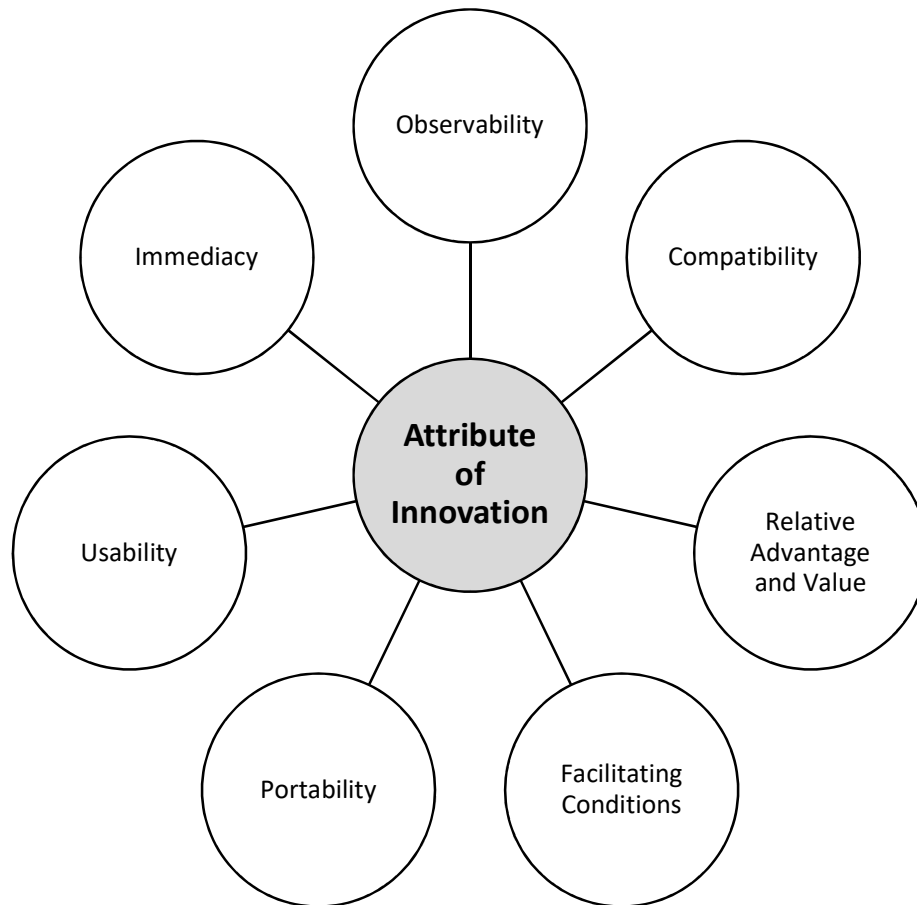 Observability
Immediacy
Compatibility
Attribute
of
Innovation
Usability
Relative
Advantage
and Value
Portability
Facilitating
Conditions